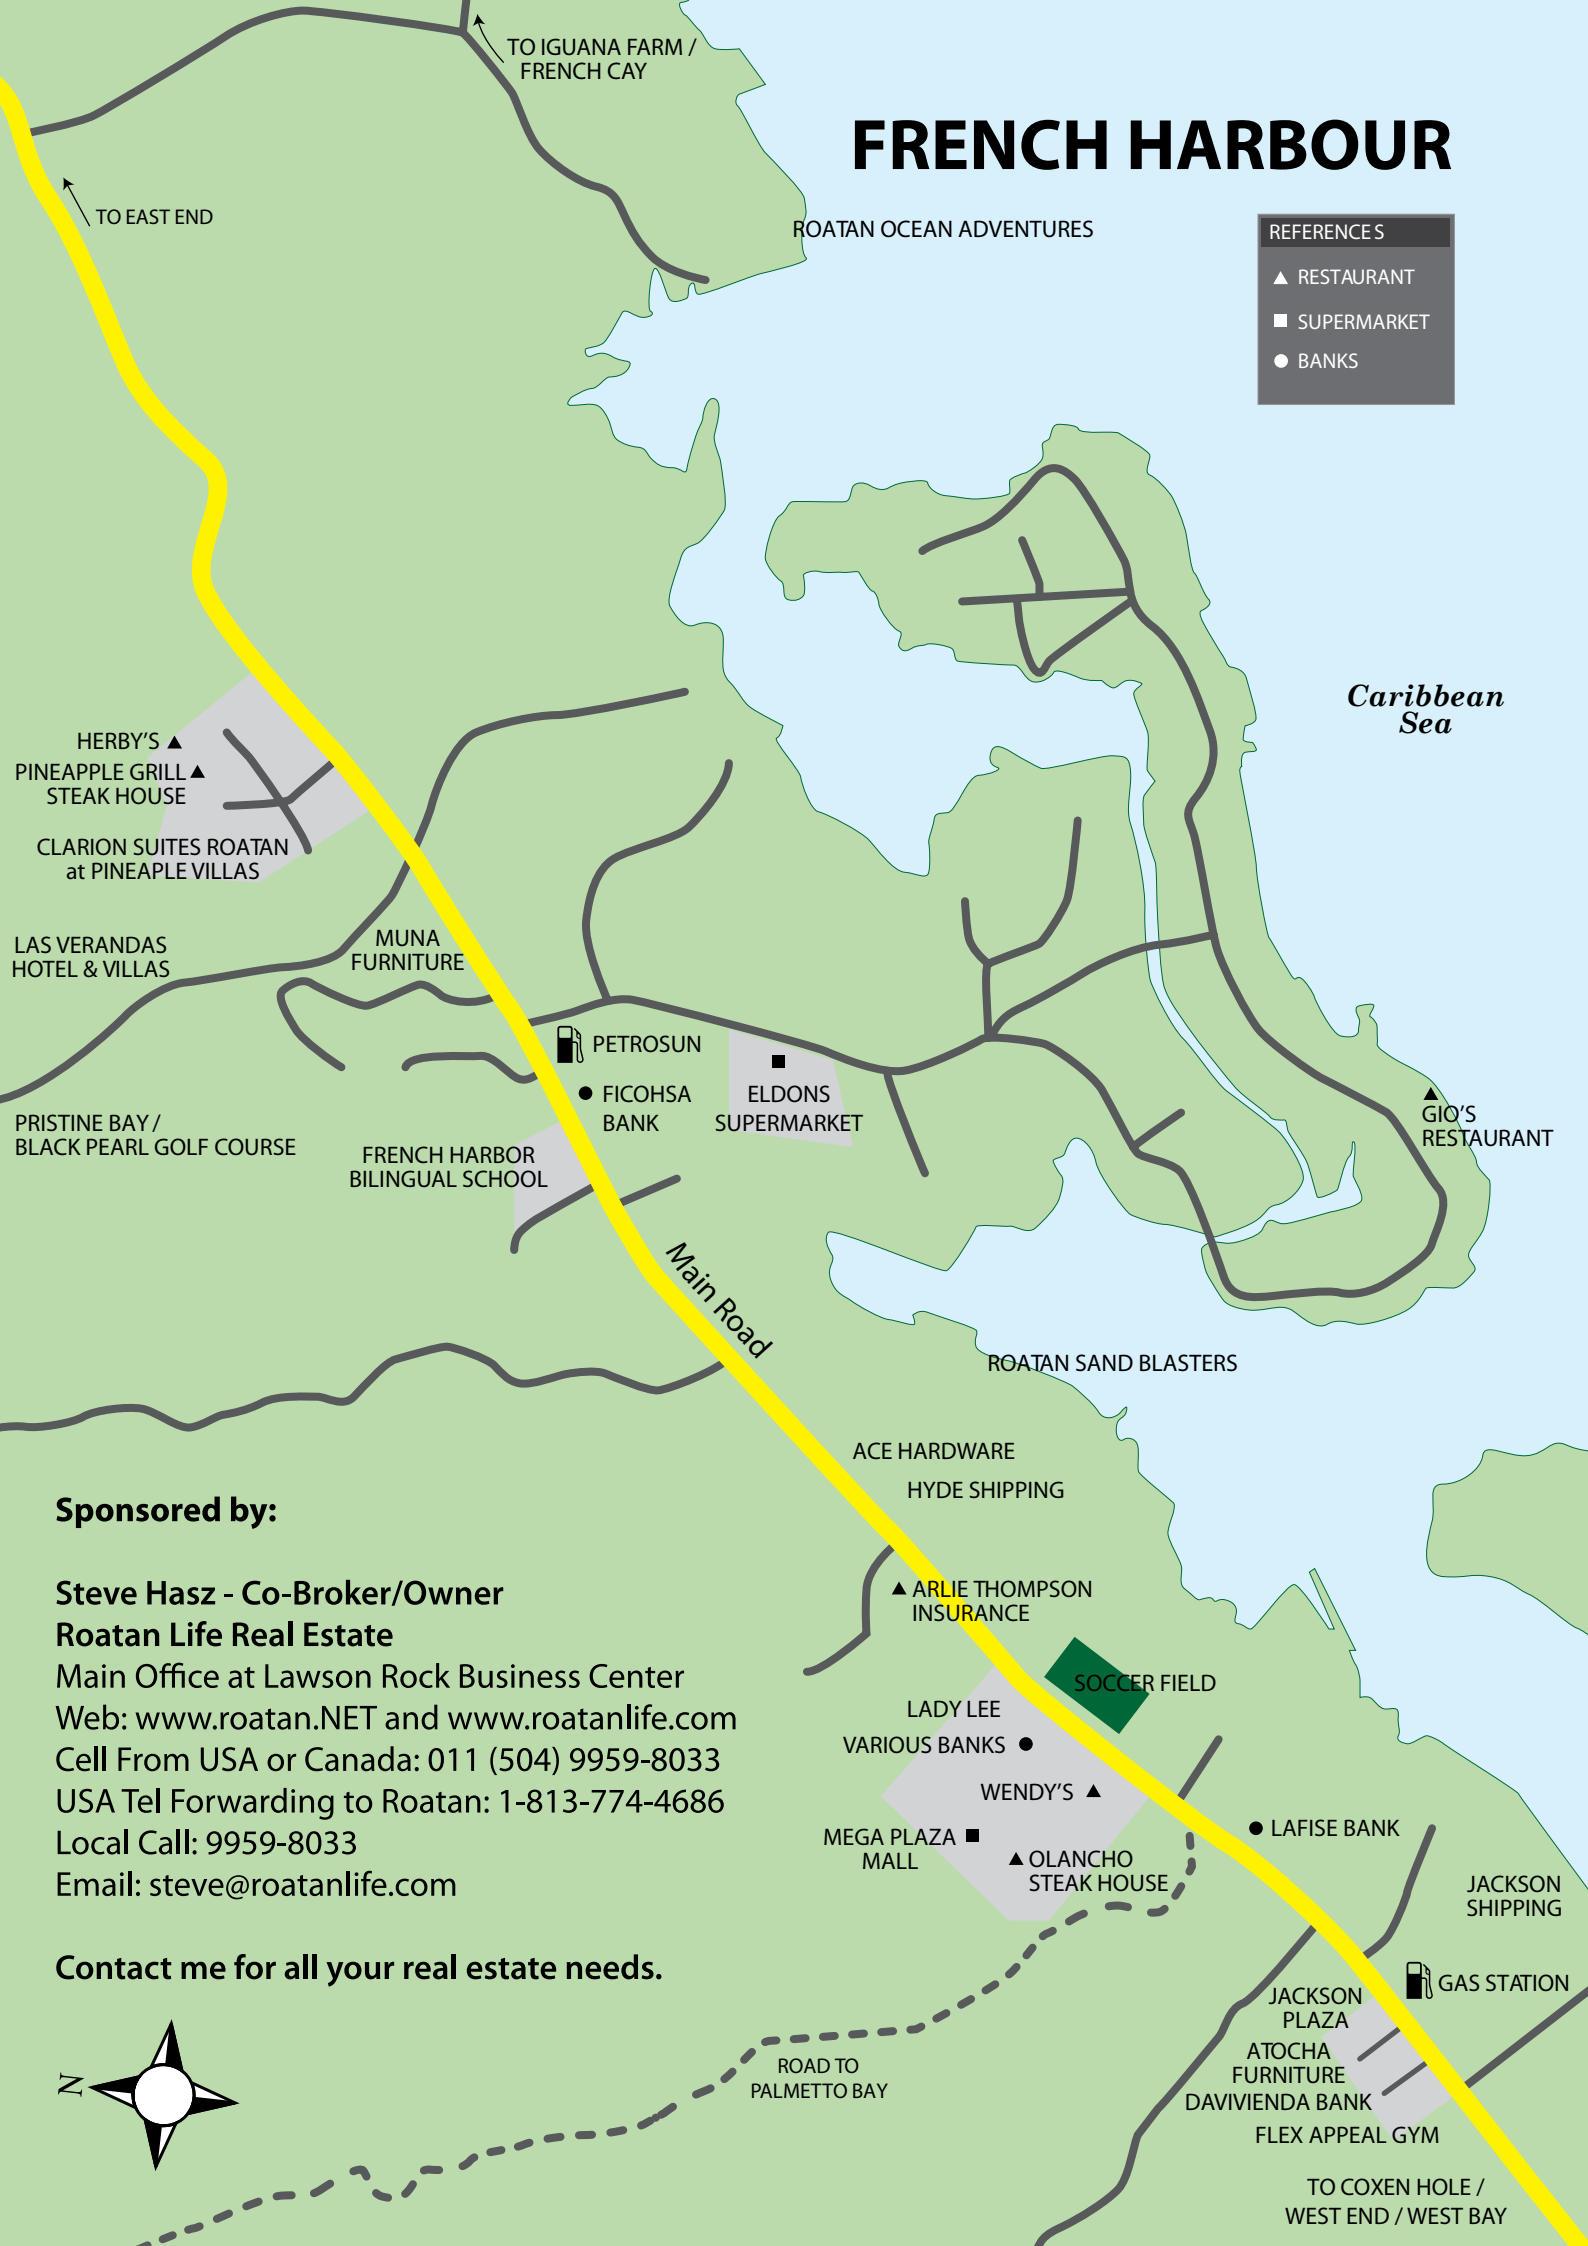 TO IGUANA FARM /
FRENCH CAY
FRENCH HARBOUR
TO EAST END
ROATAN OCEAN ADVENTURES
REFERENCES
RESTAURANT
SUPERMARKET
BANKS
Caribbean
Sea
HERBY'S
PINEAPPLE GRILL
STEAK HOUSE
CLARION SUITES ROATAN
at PINEAPLE VILLAS
LAS VERANDAS
HOTEL & VILLAS
MUNA
FURNITURE
PETROSUN
FICOHSA
BANK
ELDONS
SUPERMARKET
GIO'S
RESTAURANT
PRISTINE BAY /
BLACK PEARL GOLF COURSE
FRENCH HARBOR
BILINGUAL SCHOOL
Main Road
ROATAN SAND BLASTERS
ACE HARDWARE
HYDE SHIPPING
ARLIE THOMPSON
INSURANCE
SOCCER FIELD
LADY LEE
VARIOUS BANKS
WENDY'S
MEGA PLAZA
MALL
OLANCHO
STEAK HOUSE
LAFISE BANK
JACKSON
SHIPPING
GAS STATION
JACKSON
PLAZA
ATOCHA
FURNITURE
DAVIVIENDA BANK
FLEX APPEAL GYM
TO COXEN HOLE /
WEST END / WEST BAY
ROAD TO
PALMETTO BAY
Sponsored by:
Steve Hasz - Co-Broker/Owner
Roatan Life Real Estate
Main Office at Lawson Rock Business Center
Web: www.roatan.NET and www.roatanlife.com
Cell From USA or Canada: 011 (504) 9959-8033
USA Tel Forwarding to Roatan: 1-813-774-4686
Local Call: 9959-8033
Email: steve@roatanlife.com
Contact me for all your real estate needs.
N